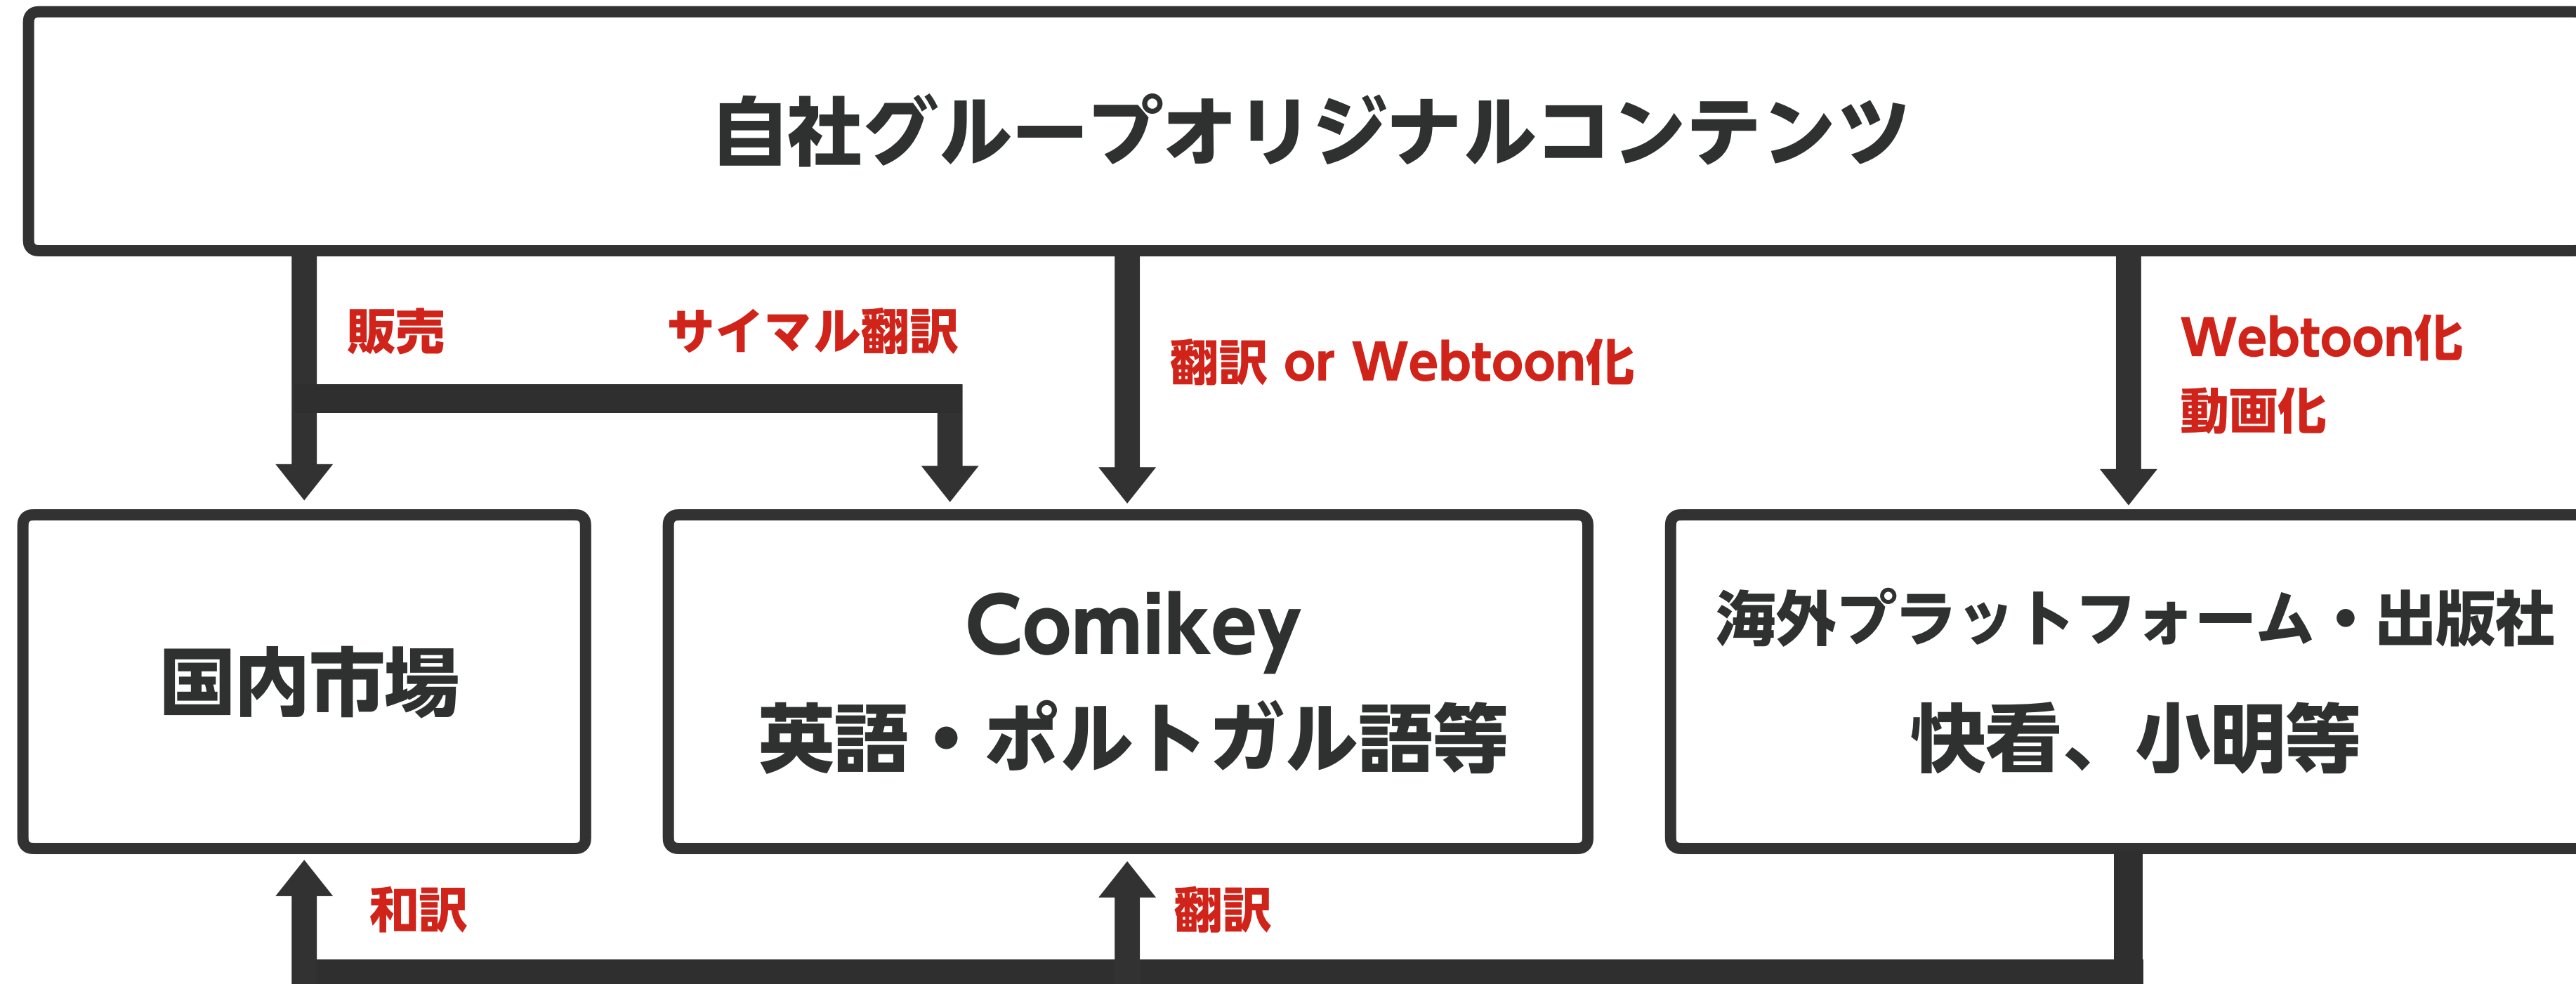 自社グループオリジナルコンテンツ
販売
サイマル翻訳
翻訳 or Webtoon化
Webtoon化
動画化
国内市場
Comikey
英語・ポルトガル語等
海外プラットフォーム・出版社
快看、小明等
和訳
翻訳